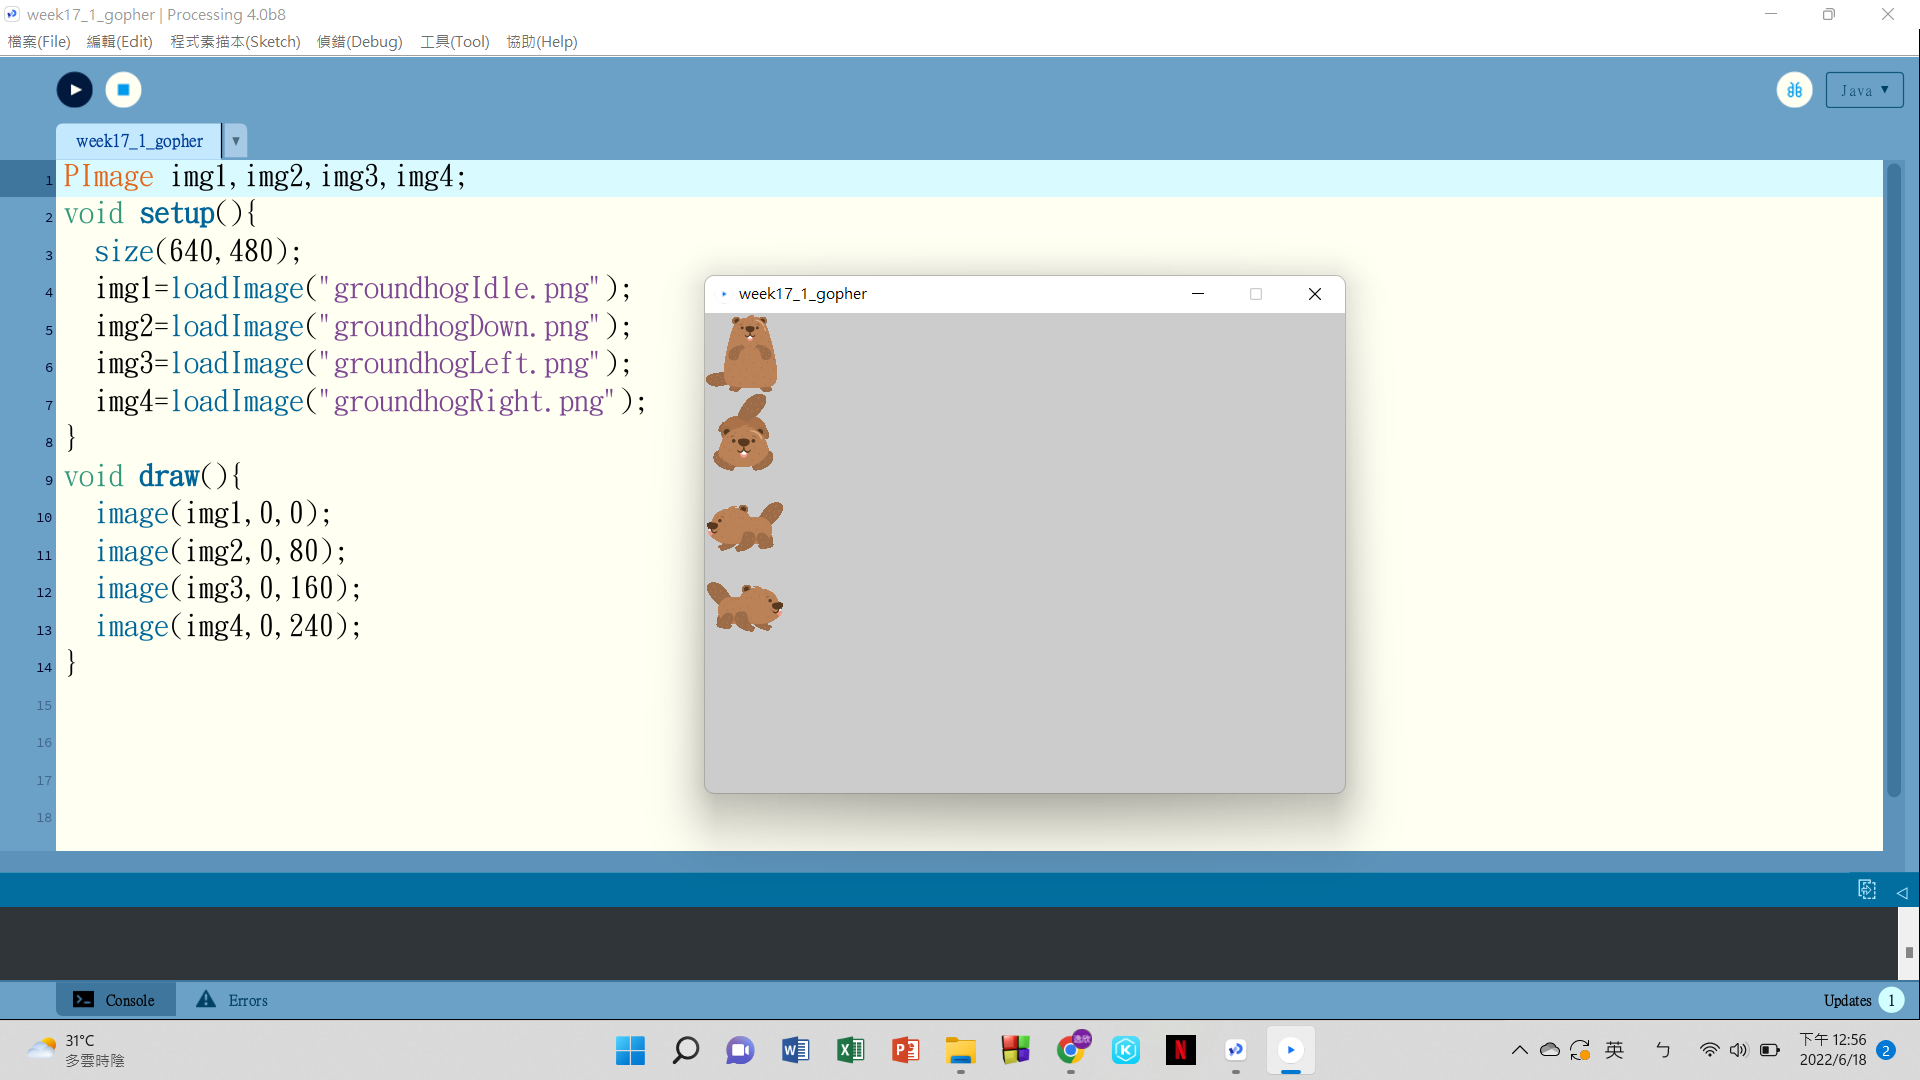 week17_1_gopher | Processing 4.0b8
檔案(File) 編輯(Edit) 程式素描本(Sketch) 偵錯(Debug) 工具(Tool) 協助(Help)
Java ▼
week17_1_gopher ▼
1 PImage img1,img2,img3,img4;
2 void setup(){
3 size(640,480);
4 img1=loadImage("groundhogIdle.png");
5 img2=loadImage("groundhogDown.png");
6 img3=loadImage("groundhogLeft.png");
7 img4=loadImage("groundhogRight.png");
8 }
9 void draw(){
10 image(img1,0,0);
11 image(img2,0,80);
12 image(img3,0,160);
13 image(img4,0,240);
14 }
15
16
17
18
week17_1_gopher
Console Errors
Updates 1
31°C
多雲時陰
英 ㄅ
下午 12:56
2022/6/18
2